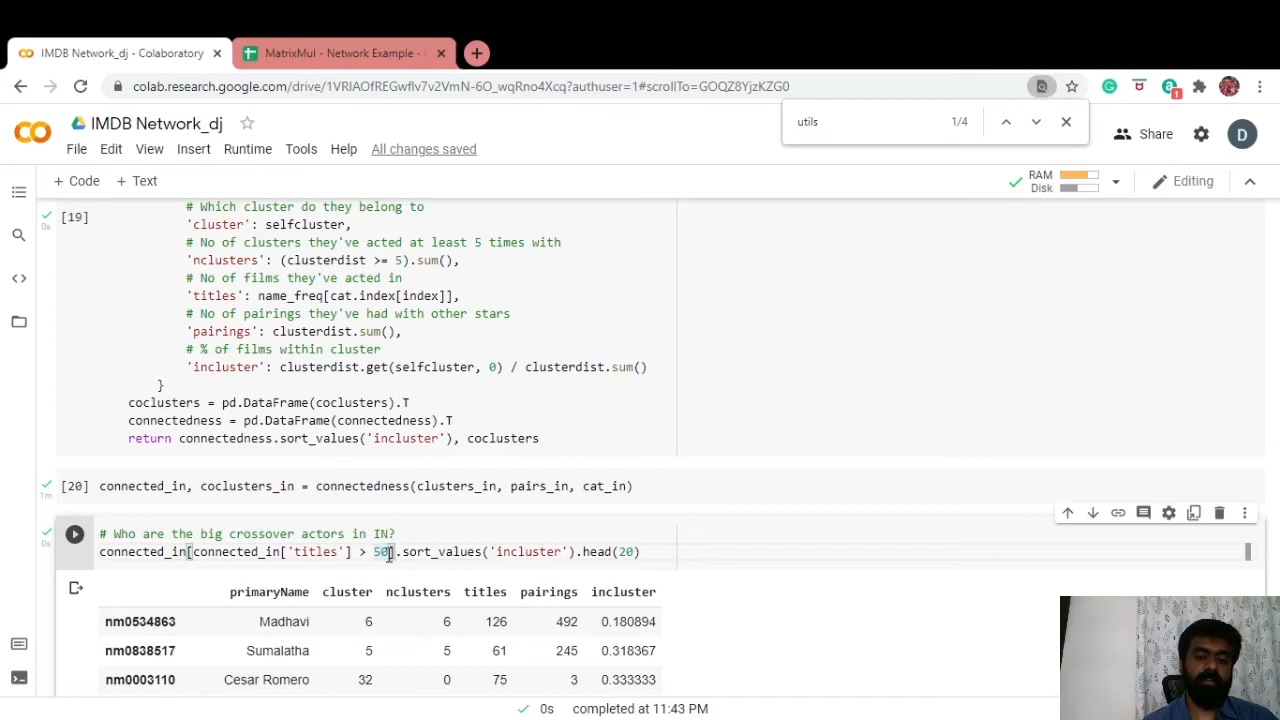 IMDB Network_dj - Colaboratory
MatrixMul - Network Example -
colab.research.google.com/drive/1VRIAOfREGwflv7v2VmN-6O_wqRno4Xcq?authuser=1#scrollTo=GOQZ8YjzKZG0
1
utils 1/4
CO IMDB Network_dj
Share
D
File Edit View Insert Runtime Tools Help All changes saved
+ Code + Text
RAM
Disk
Editing
# Which cluster do they belong to
[19]
0s
'cluster': selfcluster,
# No of clusters they've acted at least 5 times with
'nclusters': (clusterdist >= 5).sum(),
# No of films they've acted in
'titles': name_freq[cat.index[index]],
# No of pairings they've had with other stars
'pairings': clusterdist.sum(),
# % of films within cluster
'incluster': clusterdist.get(selfcluster, 0) / clusterdist.sum()
}
coclusters = pd.DataFrame(coclusters).T
connectedness = pd.DataFrame(connectedness).T
return connectedness.sort_values('incluster'), coclusters
[20] connected_in, coclusters_in = connectedness(clusters_in, pairs_in, cat_in)
1m
# Who are the big crossover actors in IN?
0s
connected_in[connected_in['titles'] > 50].sort_values('incluster').head(20)
primaryName cluster nclusters titles pairings incluster
nm0534863 Madhavi 6 6 126 492 0.180894
nm0838517 Sumalatha 5 5 61 245 0.318367
nm0003110 Cesar Romero 32 0 75 3 0.333333
0s completed at 11:43 PM